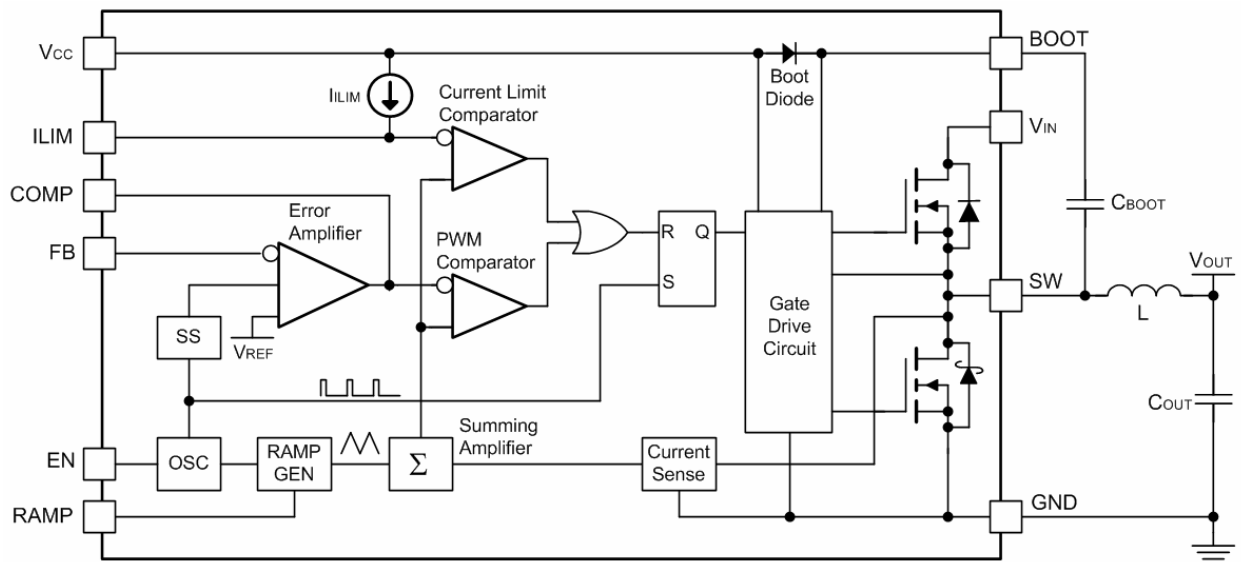 VCC
BOOT
Boot
Diode
IILIM
Current Limit
Comparator
ILIM
VIN
COMP
CBOOT
Error
Amplifier
FB
PWM
Comparator
R
Q
S
VOUT
SW
L
Gate
Drive
Circuit
SS
VREF
COUT
Summing
Amplifier
EN
OSC
RAMP
GEN
Σ
Current
Sense
RAMP
GND